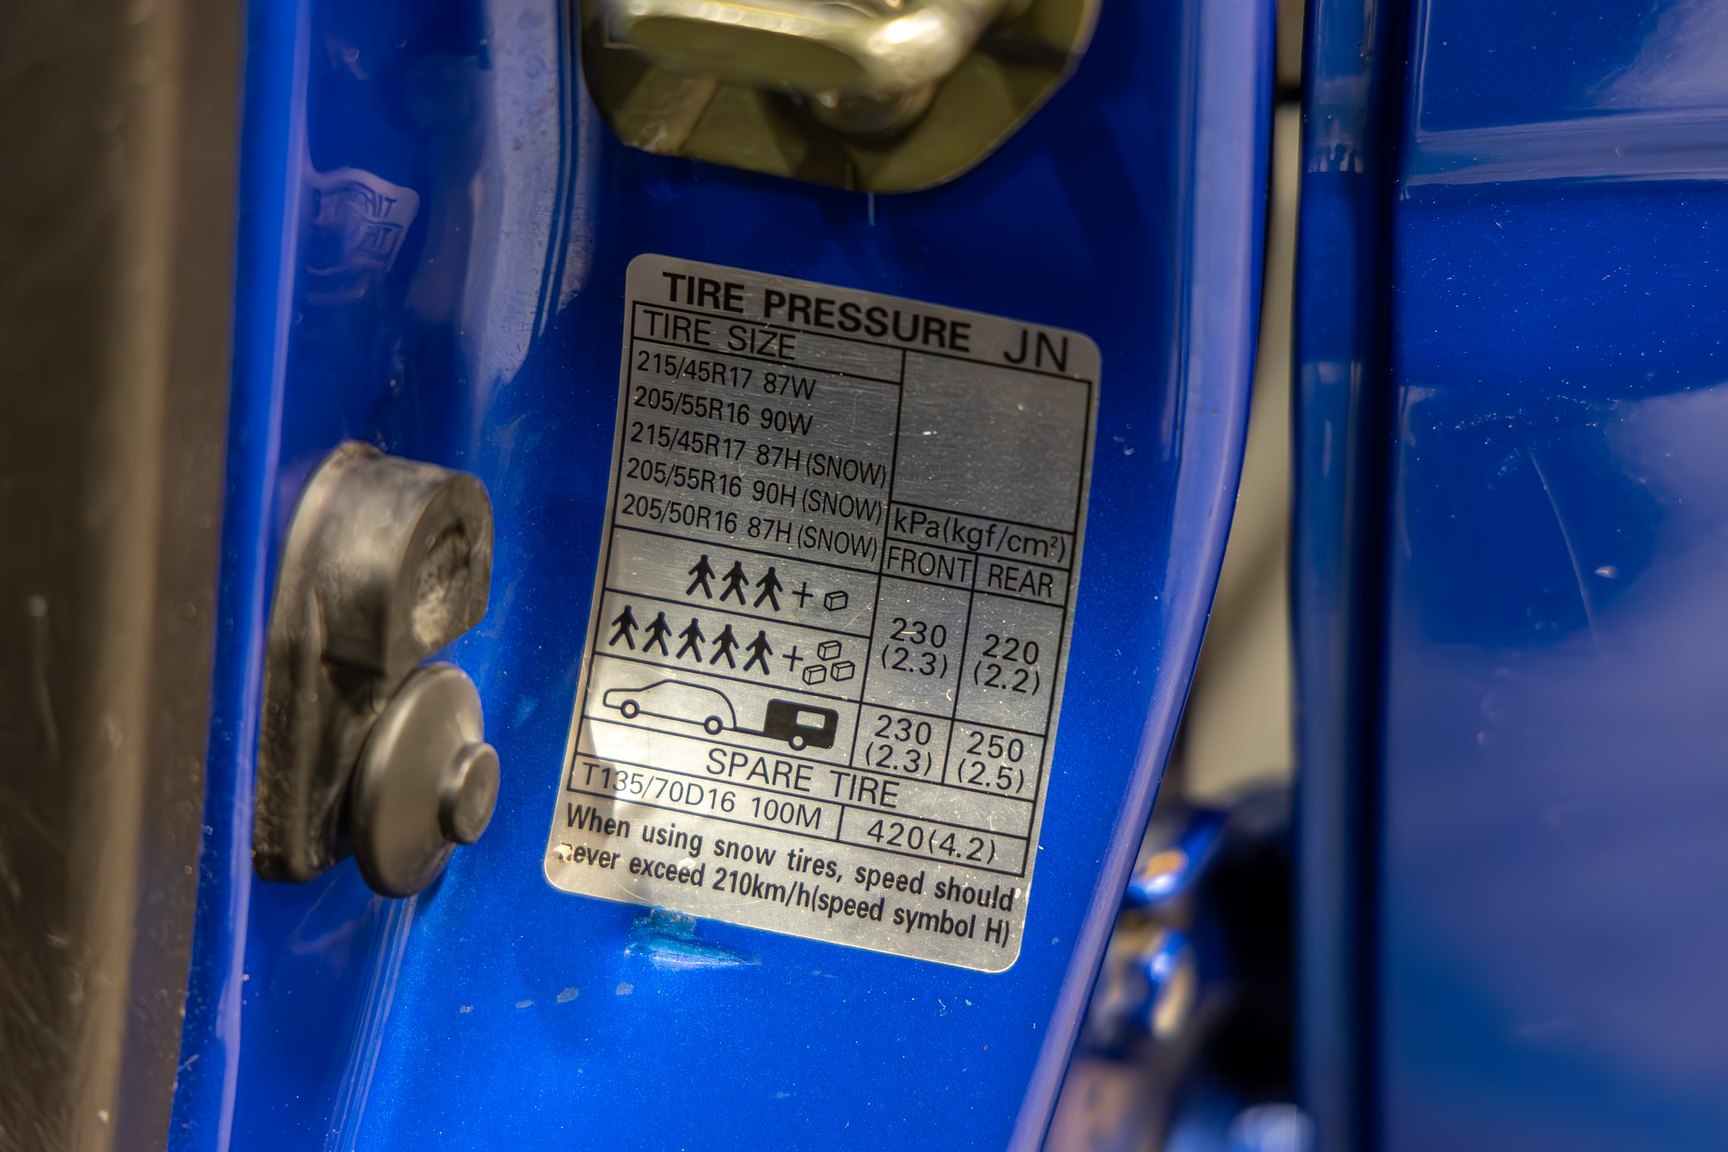 TIRE PRESSURE JN
TIRE SIZE
215/45R17 87W
205/55R16 90W
215/45R17 87H (SNOW)
205/55R16 90H (SNOW)
205/50R16 87H (SNOW)
kPa(kgf/cm²)
FRONT REAR
+
230 220
(2.3) (2.2)
+
230 250
(2.3) (2.5)
SPARE TIRE
T135/70D16 100M 420(4.2)
When using snow tires, speed should
never exceed 210km/h(speed symbol H)